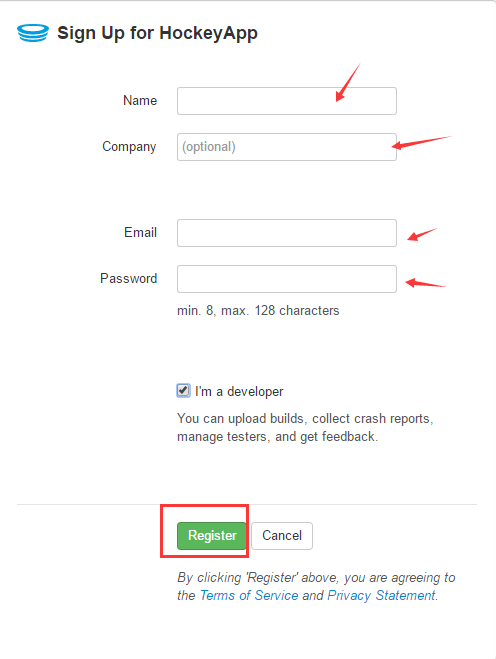 Sign Up for HockeyApp
Name
Company
(optional)
Email
Password
min. 8, max. 128 characters
I'm a developer
You can upload builds, collect crash reports,
manage testers, and get feedback.
Register
Cancel
By clicking 'Register' above, you are agreeing to
the Terms of Service and Privacy Statement.